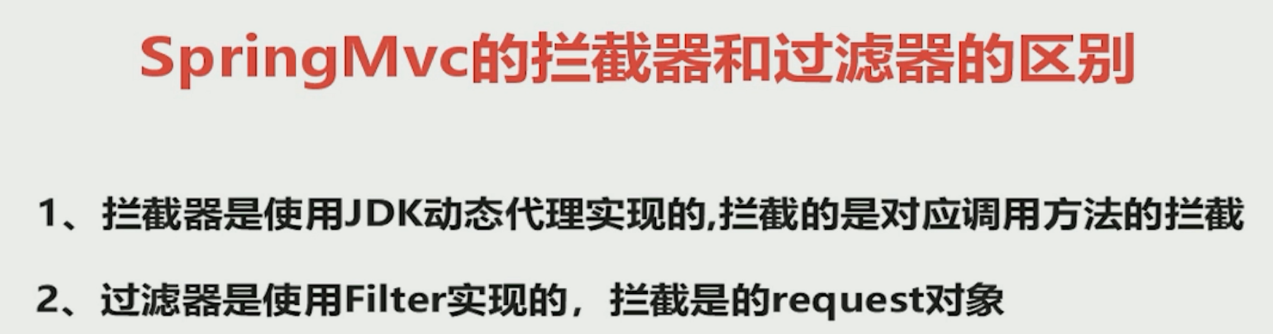 SpringMvc的拦截器和过滤器的区别
1、拦截器是使用JDK动态代理实现的,拦截的是对应调用方法的拦截
2、过滤器是使用Filter实现的，拦截是的request对象